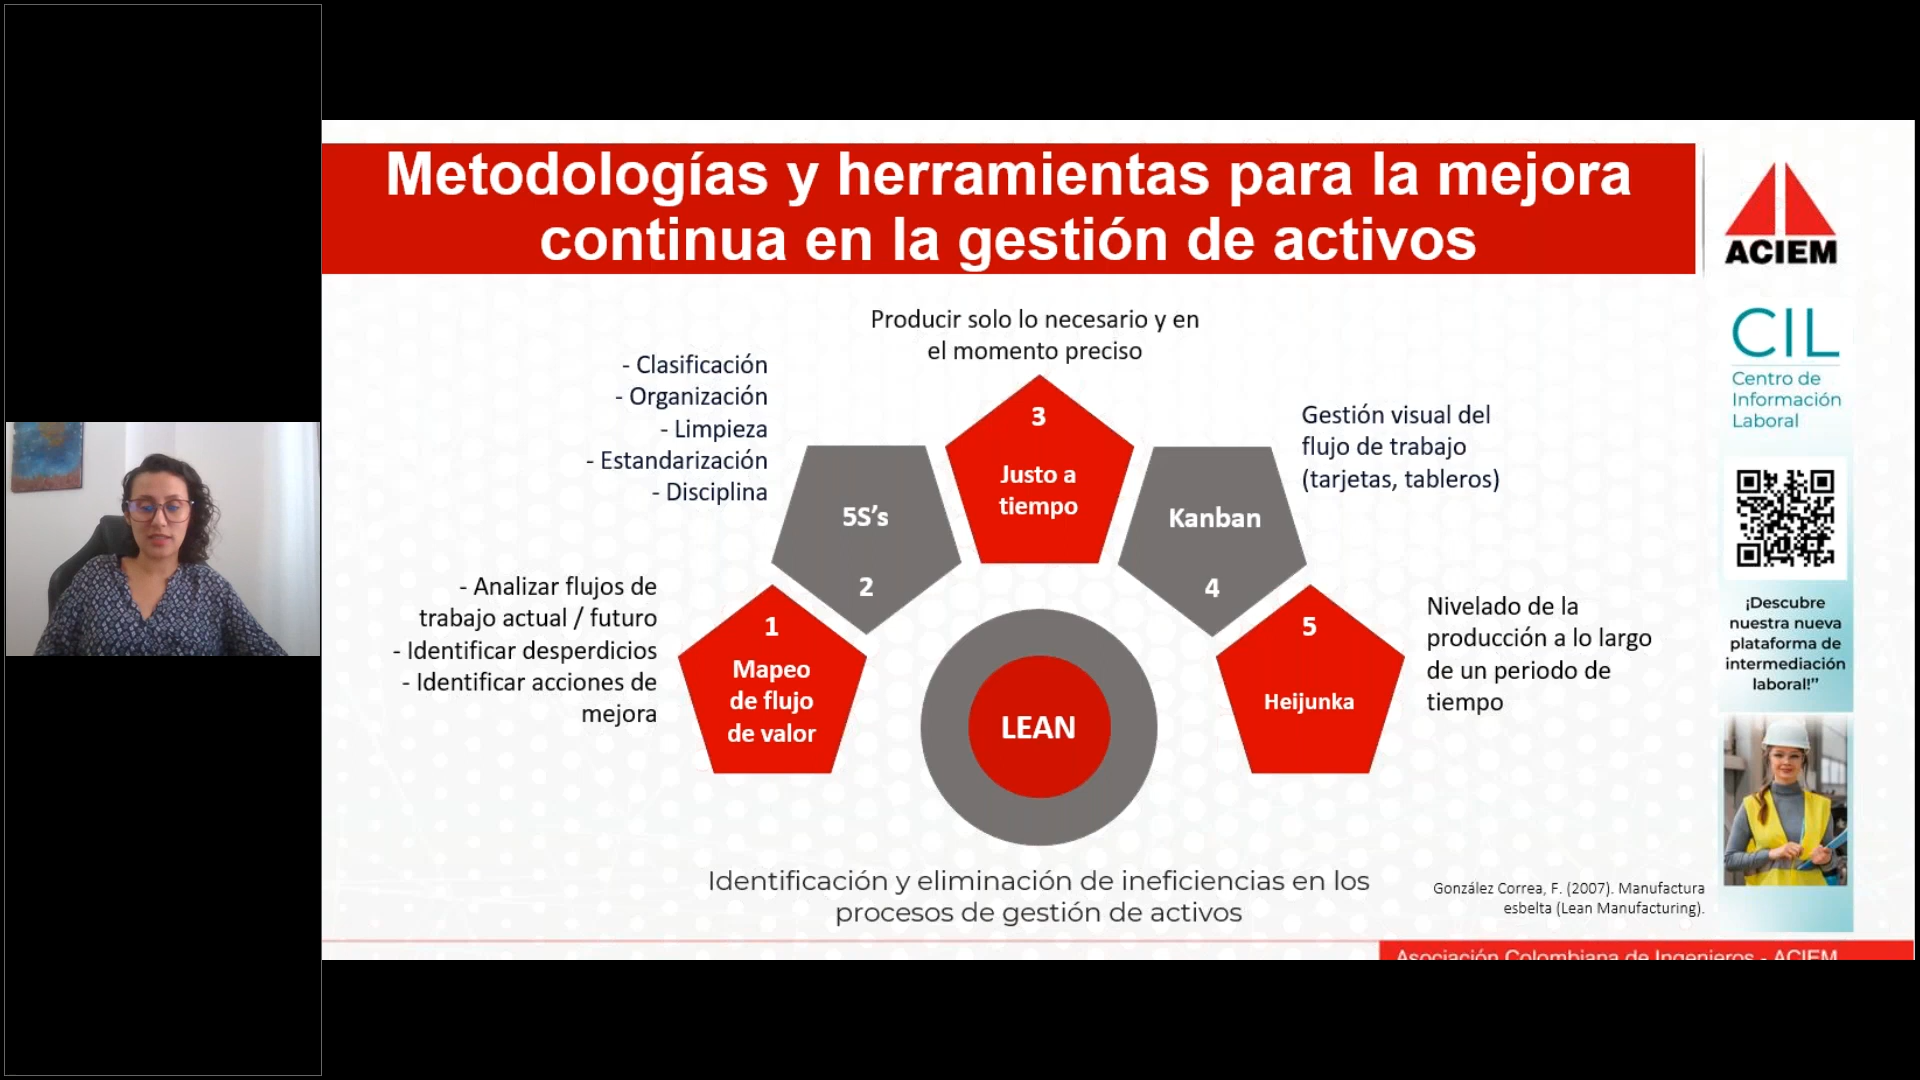 Metodologías y herramientas para la mejora
continua en la gestión de activos
ACIEM
CIL
Centro de
Información
Laboral
¡Descubre
nuestra nueva
plataforma de
intermediación
laboral!”
Producir solo lo necesario y en
el momento preciso
- Clasificación
- Organización
- Limpieza
- Estandarización
- Disciplina
3
Justo a
tiempo
Gestión visual del
flujo de trabajo
(tarjetas, tableros)
5S’s
2
Kanban
4
- Analizar flujos de
trabajo actual / futuro
- Identificar desperdicios
- Identificar acciones de
mejora
1
Mapeo
de flujo
de valor
LEAN
5
Heijunka
Nivelado de la
producción a lo largo
de un periodo de
tiempo
Identificación y eliminación de ineficiencias en los
procesos de gestión de activos
González Correa, F. (2007). Manufactura
esbelta (Lean Manufacturing).
Asociación Colombiana de Ingenieros - ACIEM